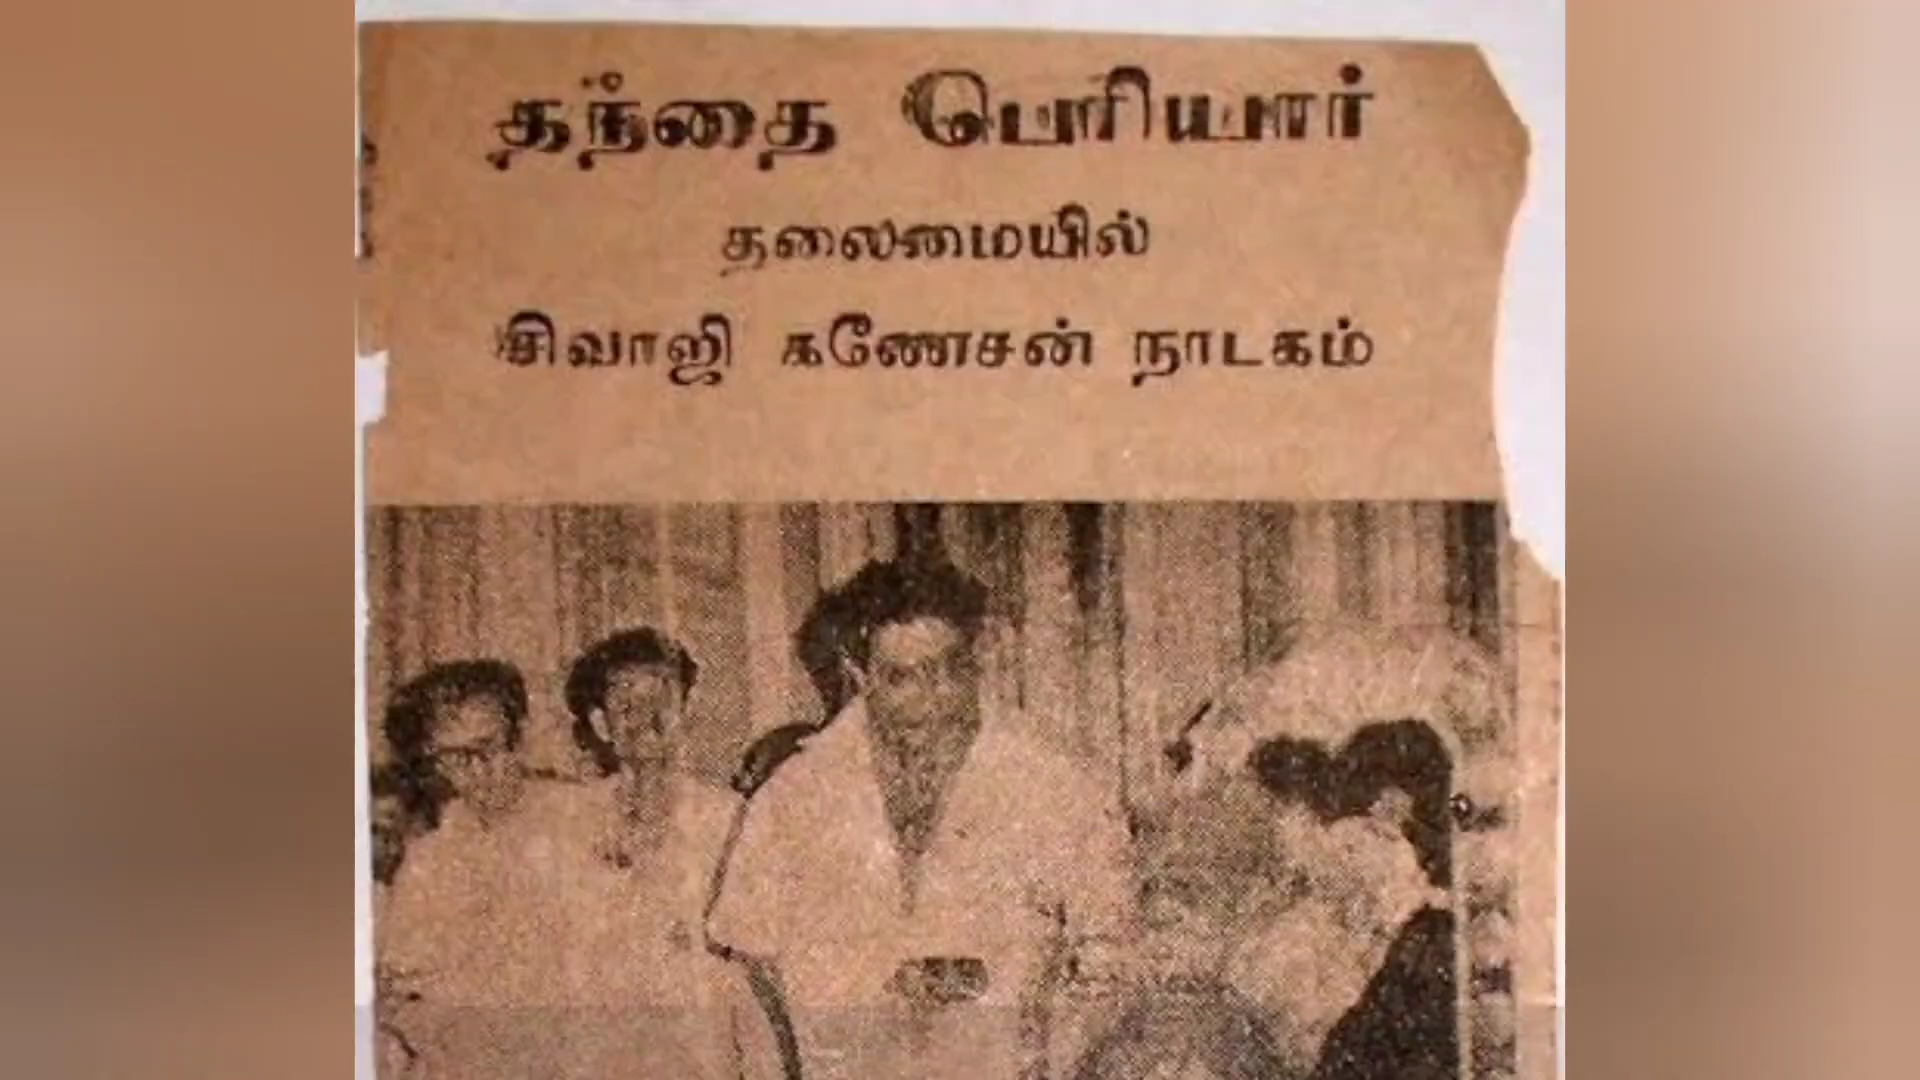 தந்தை பெரியார்
தலைமையில்
சிவாஜி கணேசன் நாடகம்